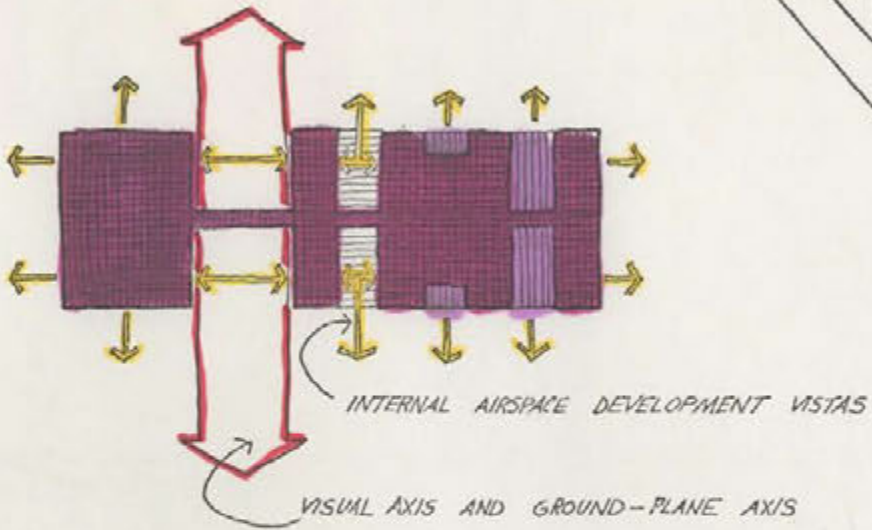 INTERNAL AIRSPACE DEVELOPMENT VISTAS
VISUAL AXIS AND GROUND-PLANE AXIS